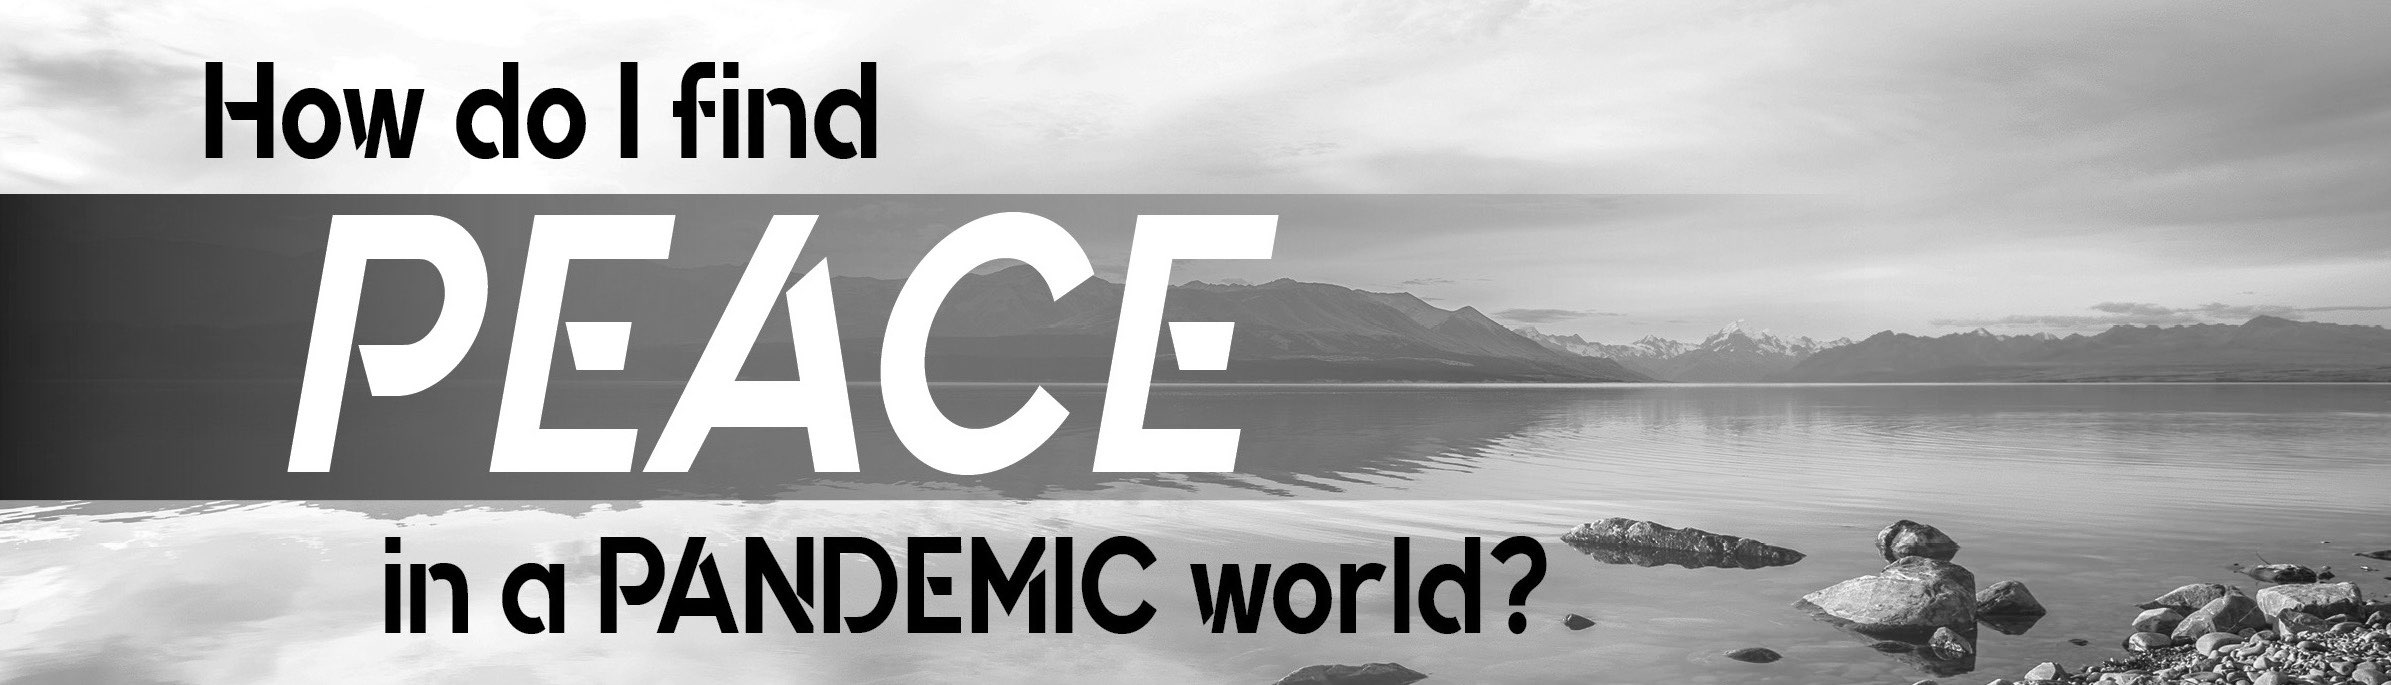 How do I find
PEACE
in a PANDEMIC world?